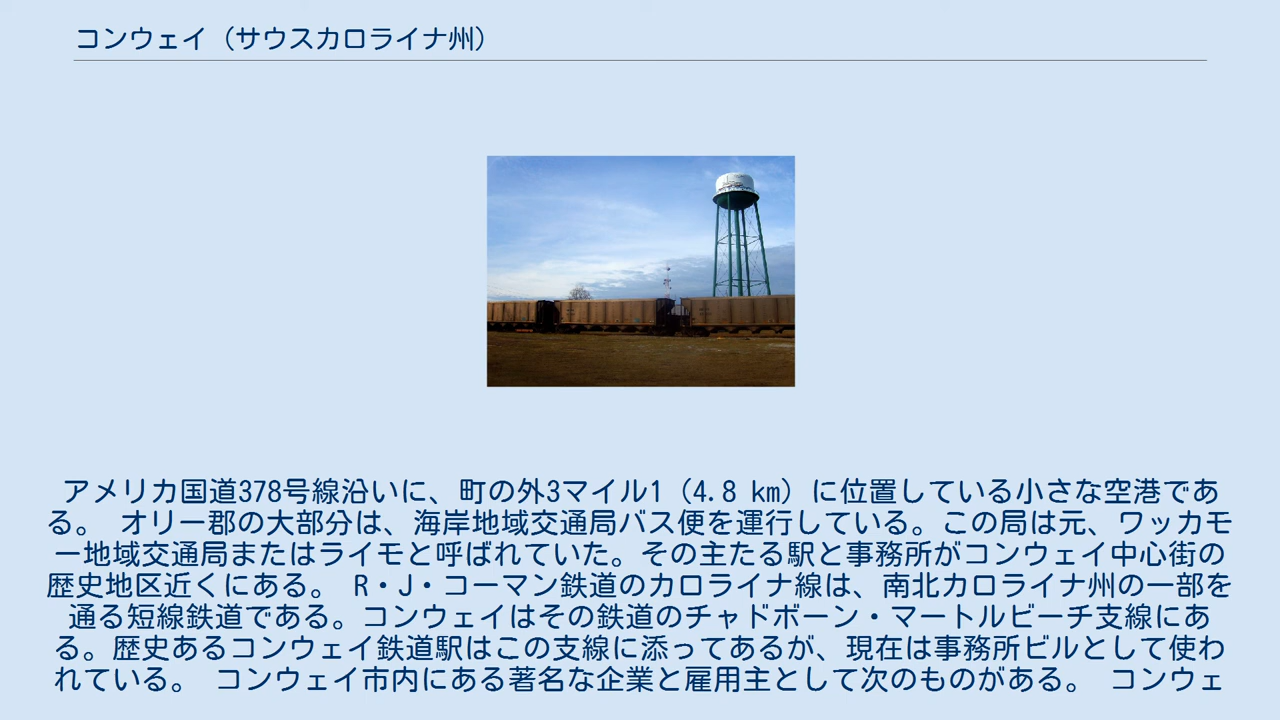 コンウェイ（サウスカロライナ州）
アメリカ国道378号線沿いに、町の外3マイル1（4.8 km）に位置している小さな空港であ
る。 オリー郡の大部分は、海岸地域交通局バス便を運行している。この局は元、ワッカモ
ー地域交通局またはライモと呼ばれていた。その主たる駅と事務所がコンウェイ中心街の
歴史地区近くにある。 R・J・コーマン鉄道のカロライナ線は、南北カロライナ州の一部を
通る短線鉄道である。コンウェイはその鉄道のチャドボーン・マートルビーチ支線にあ
る。歴史あるコンウェイ鉄道駅はこの支線に添ってあるが、現在は事務所ビルとして使わ
れている。 コンウェイ市内にある著名な企業と雇用主として次のものがある。 コンウェ